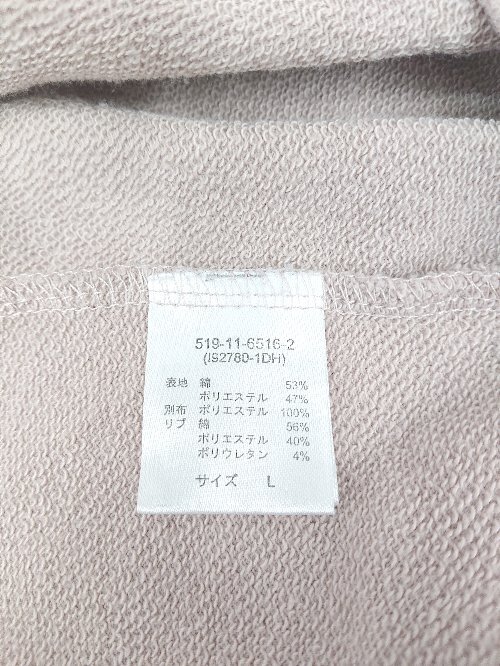 519-11-6516-2
(I92780-1DH)
表地 綿 53%
ポリエステル 47%
別布 ポリエステル 100%
リブ 綿 56%
ポリエステル 40%
ポリウレタン 4%
サイズ L